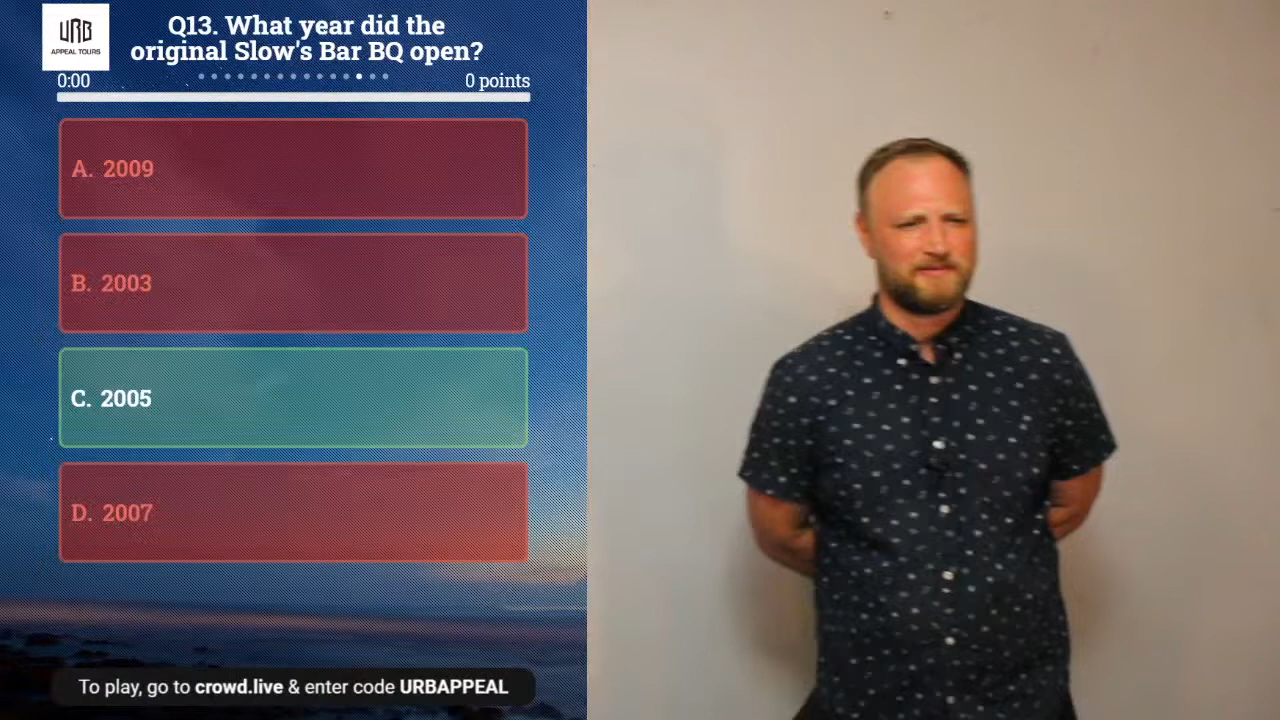 URB
APPEAL TOURS
Q13. What year did the
original Slow's Bar BQ open?
0:00
0 points
A. 2009
B. 2003
C. 2005
D. 2007
To play, go to crowd.live & enter code URBAPPEAL